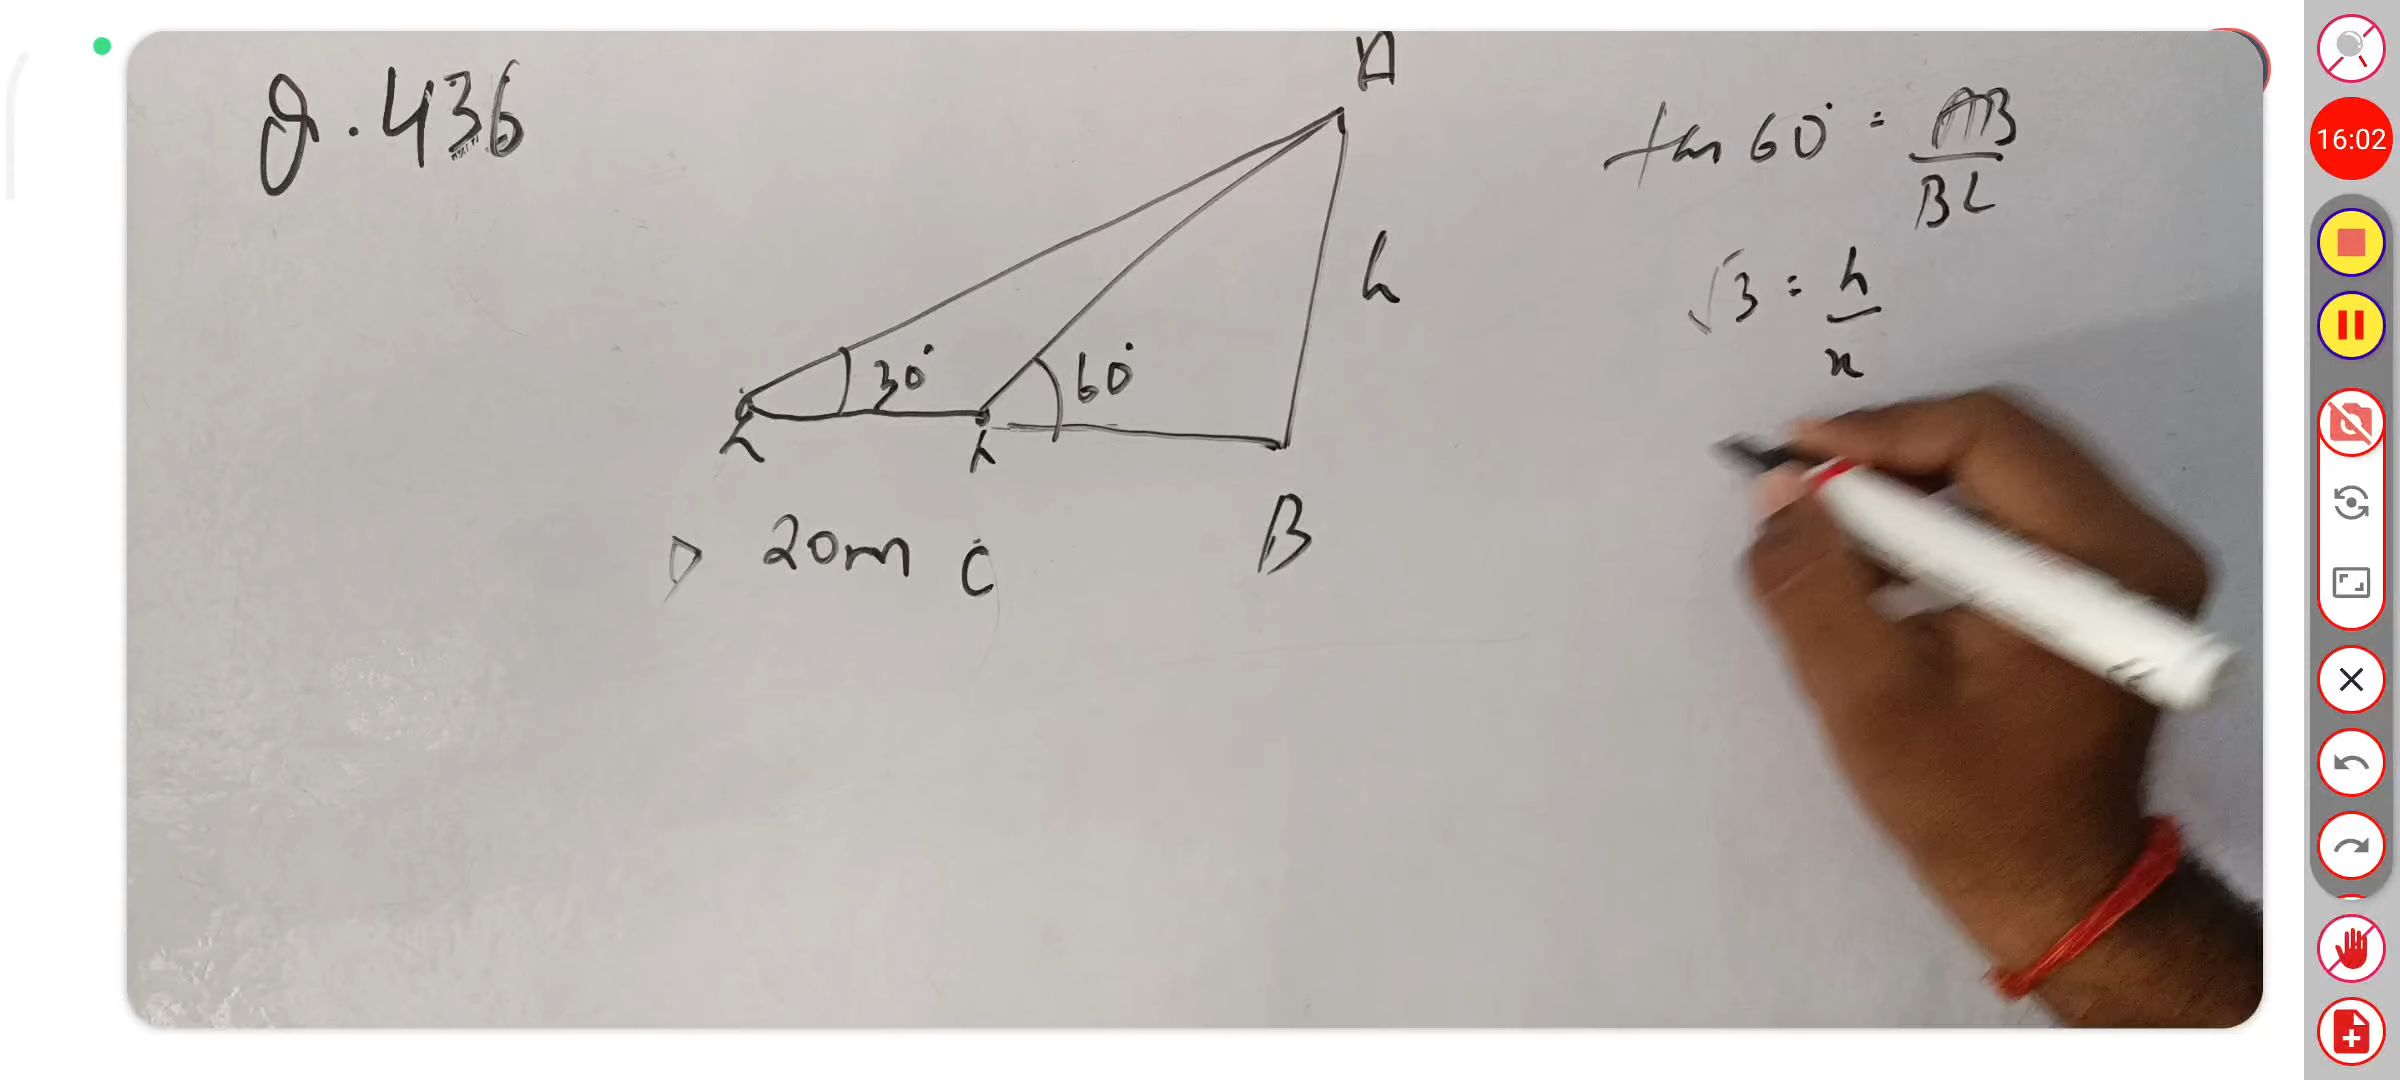 Q.436
A
h
30°
60°
D 20m C
B
tan 60° = AB
BC
√3 = h
x
16:02